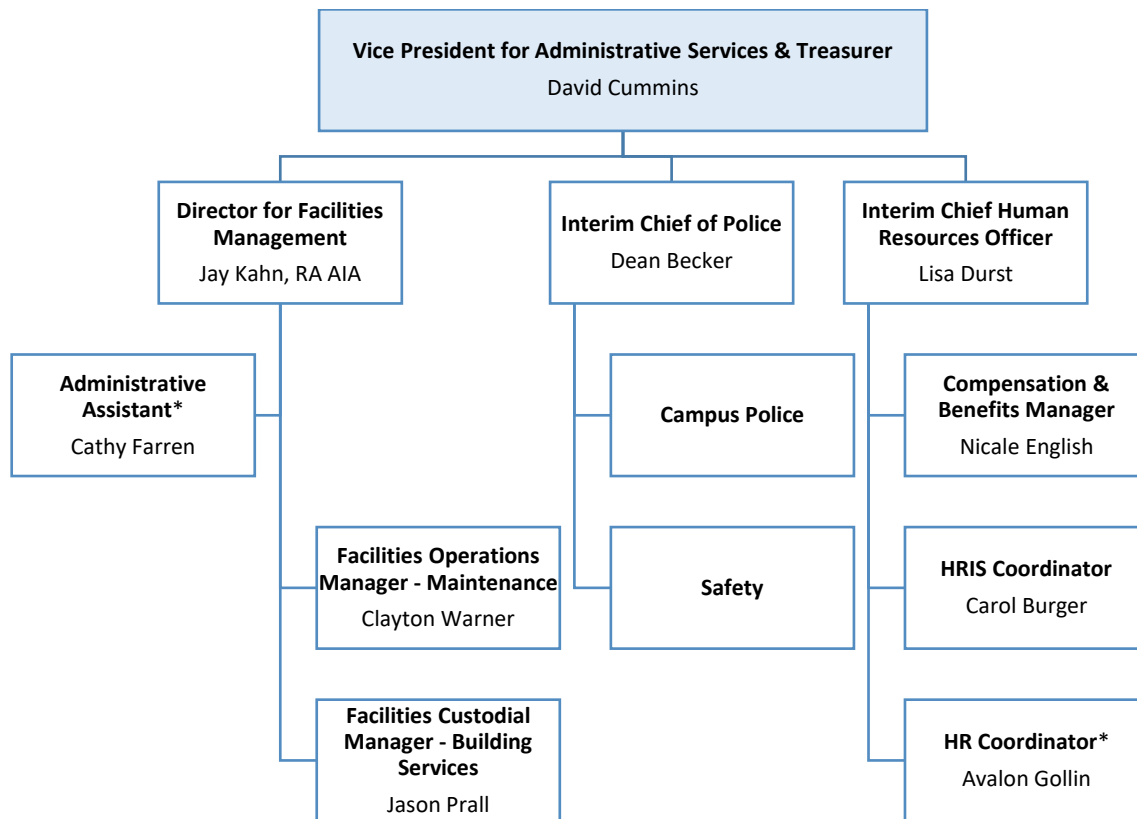 Vice President for Administrative Services & Treasurer
David Cummins
Director for Facilities
Management
Jay Kahn, RA AIA
Interim Chief of Police
Dean Becker
Interim Chief Human
Resources Officer
Lisa Durst
Administrative
Assistant*
Cathy Farren
Campus Police
Compensation &
Benefits Manager
Nicale English
Facilities Operations
Manager - Maintenance
Clayton Warner
Safety
HRIS Coordinator
Carol Burger
Facilities Custodial
Manager - Building
Services
Jason Prall
HR Coordinator*
Avalon Gollin